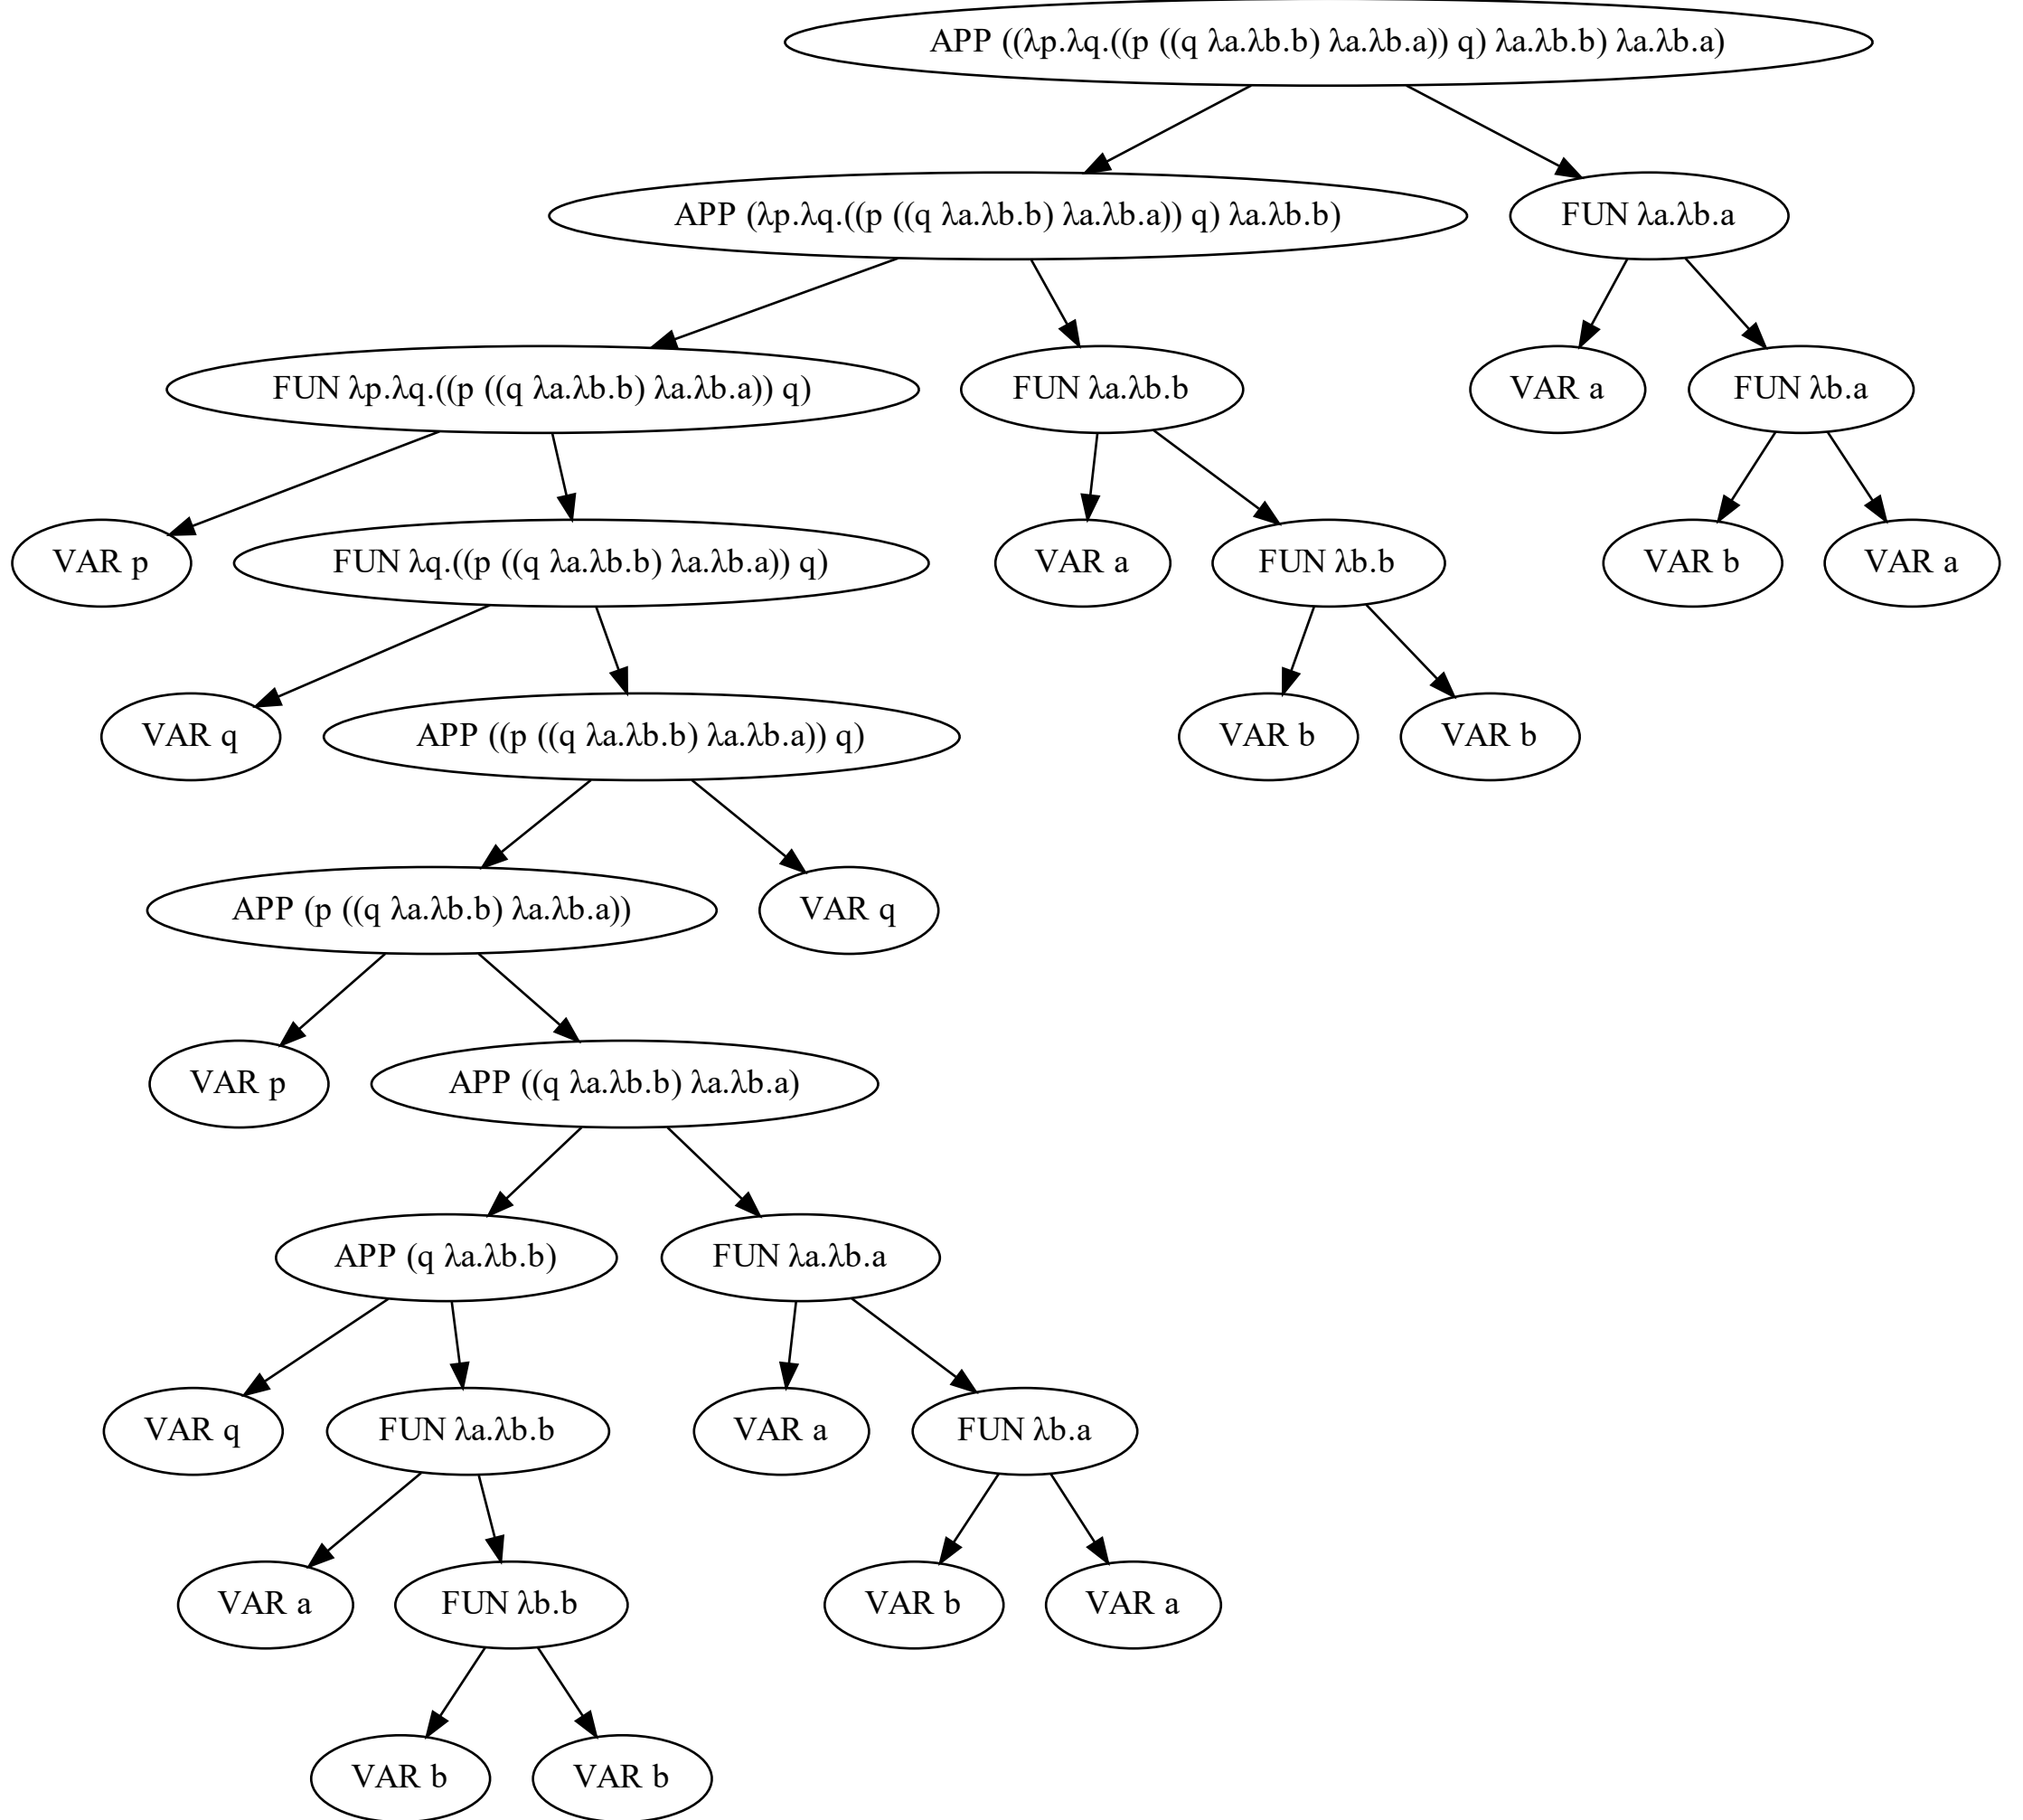 APP ((λp.λq.((p ((q λa.λb.b) λa.λb.a)) q) λa.λb.b) λa.λb.a)
APP (λp.λq.((p ((q λa.λb.b) λa.λb.a)) q) λa.λb.b)
FUN λa.λb.a
FUN λp.λq.((p ((q λa.λb.b) λa.λb.a)) q)
FUN λa.λb.b
VAR a
FUN λb.a
VAR p
FUN λq.((p ((q λa.λb.b) λa.λb.a)) q)
VAR a
FUN λb.b
VAR b
VAR a
VAR q
APP ((p ((q λa.λb.b) λa.λb.a)) q)
VAR b
VAR b
APP (p ((q λa.λb.b) λa.λb.a))
VAR q
VAR p
APP ((q λa.λb.b) λa.λb.a)
APP (q λa.λb.b)
FUN λa.λb.a
VAR q
FUN λa.λb.b
VAR a
FUN λb.a
VAR a
FUN λb.b
VAR b
VAR a
VAR b
VAR b